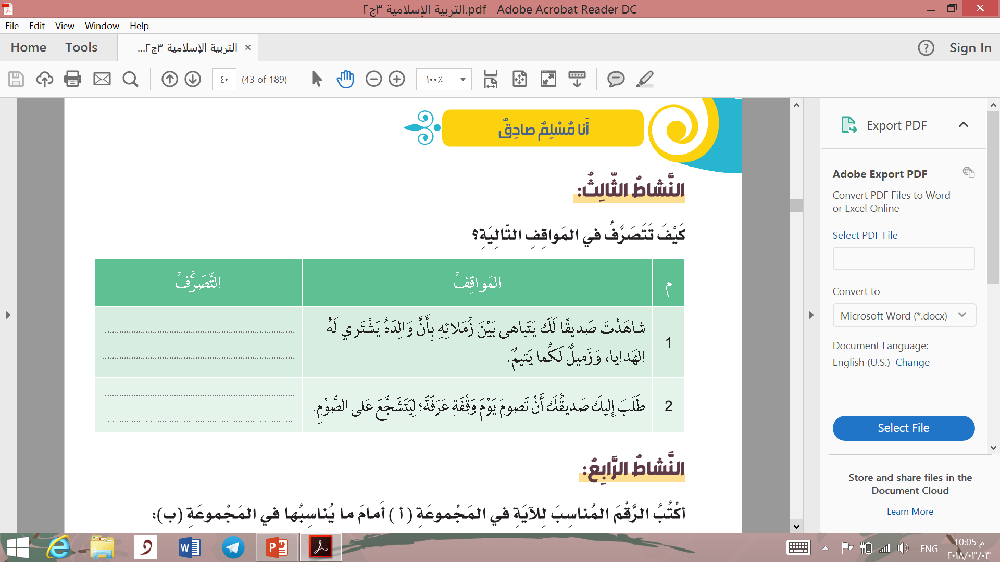 التربية الإسلامية ٣ج٢.pdf - Adobe Acrobat Reader DC
File Edit View Window Help
Home Tools التربية الإسلامية ٣ج٢... × ? Sign In
٤٠ (43 of 189) ١٠٠٪
أَنا مُسْلِمٌ صادِقٌ
النَّشاطُ الثّالِثُ:
كَيْفَ تَتَصَرَّفُ في المَواقِفِ التّالِيَةِ؟
م المَواقِفُ التَّصَرُّفُ
1 شاهَدْتَ صَديقًا لَكَ يَتَباهى بَيْنَ زُمَلائِهِ بِأَنَّ وَالِدَهُ يَشْتَري لَهُ
الهَدايا، وَزَميلٌ لَكُما يَتيمٌ.
2 طَلَبَ إِليكَ صَديقُكَ أَنْ تَصومَ يَوْمَ وَقْفَةِ عَرَفَةَ؛ لِيَتَشَجَّعَ عَلى الصَّوْمِ.
النَّشاطُ الرَّابِعُ:
أكْتُبُ الرَّقْمَ المُناسِبَ لِلآيَةِ في المَجْموعَةِ ( أ ) أَمامَ ما يُناسِبُها في المَجْموعَةِ (ب):
Export PDF
Adobe Export PDF
Convert PDF Files to Word
or Excel Online
Select PDF File
Convert to
Microsoft Word (*.docx)
Document Language:
English (U.S.) Change
Select File
Store and share files in the
Document Cloud
Learn More
ENG
10:05 م
٢٠١٨/٠٣/٠٣